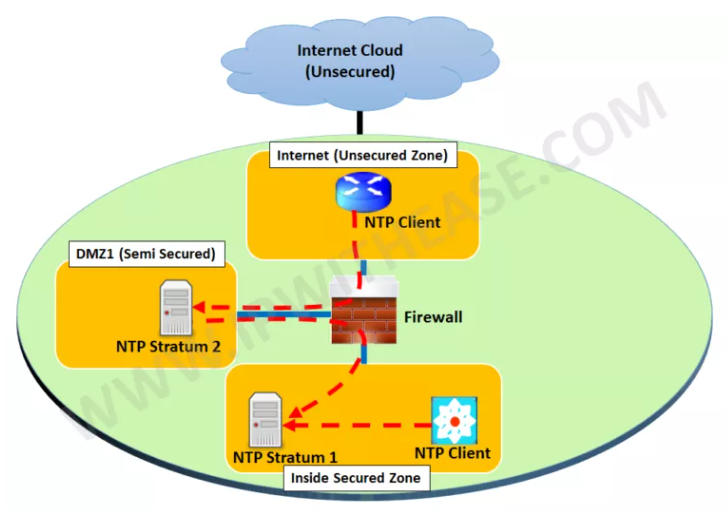 Internet Cloud
(Unsecured)
Internet (Unsecured Zone)
NTP Client
DMZ1 (Semi Secured)
NTP Stratum 2
Firewall
NTP Stratum 1
NTP Client
Inside Secured Zone
WWW.IPWITHEASE.COM